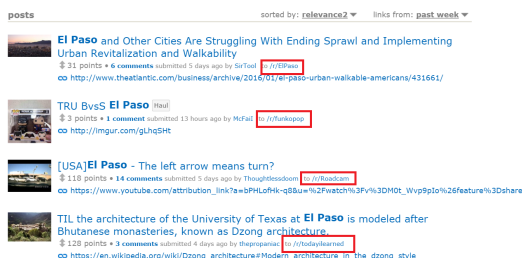 posts
sorted by: relevance2 ▼ links from: past week ▼
El Paso and Other Cities Are Struggling With Ending Sprawl and Implementing
Urban Revitalization and Walkability
31 points • 6 comments submitted 5 days ago by SirTool to /r/ElPaso
http://www.theatlantic.com/business/archive/2016/01/el-paso-urban-walkable-americans/431661/
TRU BvsS El Paso Haul
3 points • 1 comment submitted 13 hours ago by McFail to /r/funkopop
http://imgur.com/gLhqSHt
[USA]El Paso - The left arrow means turn?
118 points • 14 comments submitted 5 days ago by Thoughtlessdoom to /r/Roadcam
https://www.youtube.com/attribution_link?a=bPHLofHk-q8&u=%2Fwatch%3Fv%3DM0t_Wvp9pIo%26feature%3Dshare
TIL the architecture of the University of Texas at El Paso is modeled after
Bhutanese monasteries, known as Dzong architecture.
128 points • 3 comments submitted 4 days ago by thepropaniac to /r/todayilearned
https://en.wikipedia.org/wiki/Dzong_architecture#Modern_architecture_in_the_dzong_style